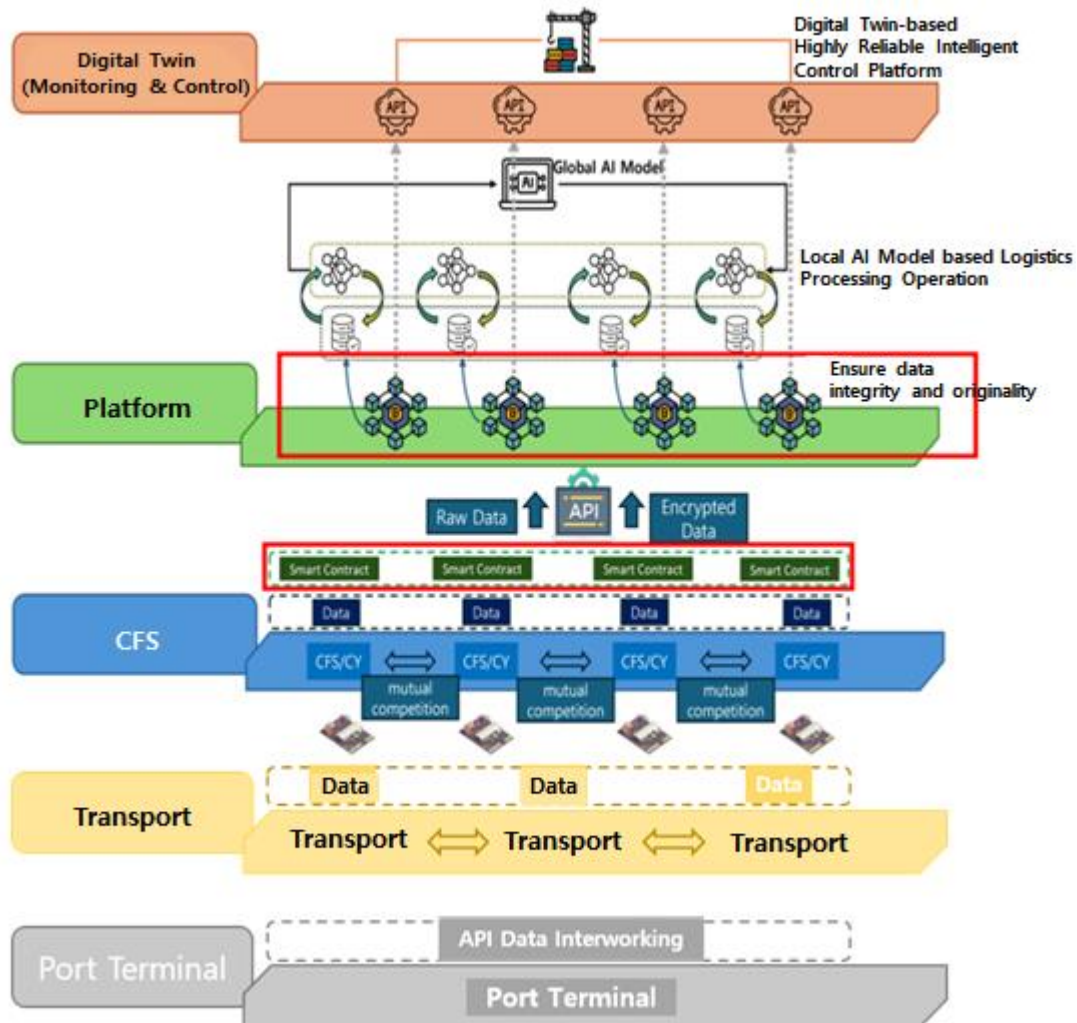 Digital Twin-based
Highly Reliable Intelligent
Control Platform
Digital Twin
(Monitoring & Control)
API
API
API
API
Global AI Model
AI
Local AI Model based Logistics
Processing Operation
Ensure data
integrity and originality
Platform
B
B
B
B
Raw Data
API
Encrypted
Data
Smart Contract
Smart Contract
Smart Contract
Smart Contract
Data
Data
Data
Data
CFS
CFS/CY
CFS/CY
CFS/CY
CFS/CY
mutual
competition
mutual
competition
mutual
competition
Data
Data
Data
Transport
Transport
Transport
Transport
API Data Interworking
Port Terminal
Port Terminal